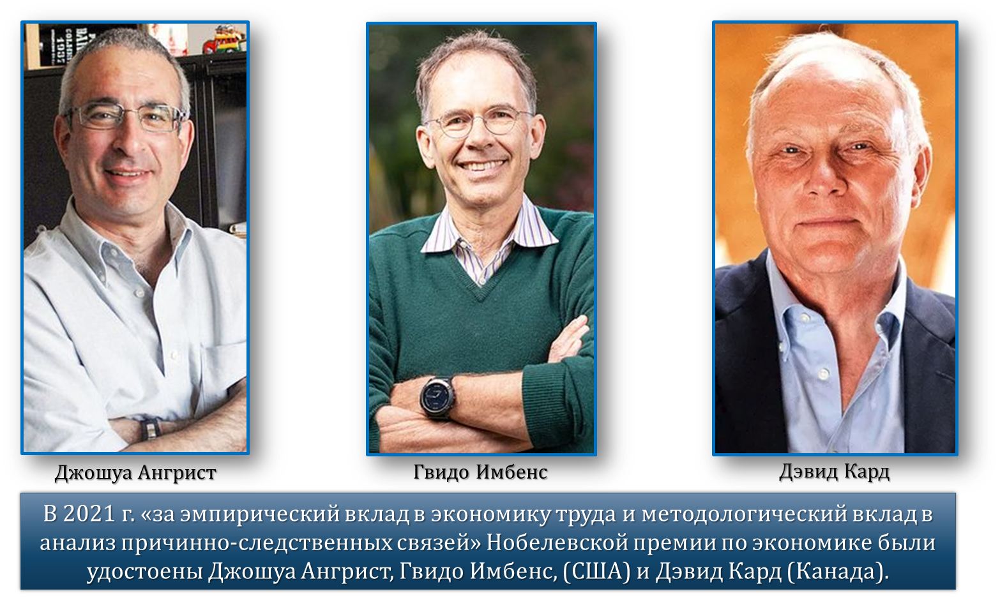 1937
Джошуа Ангрист
Гвидо Имбенс
Дэвид Кард
В 2021 г. «за эмпирический вклад в экономику труда и методологический вклад в
анализ причинно-следственных связей» Нобелевской премии по экономике были
удостоены Джошуа Ангрист, Гвидо Имбенс, (США) и Дэвид Кард (Канада).